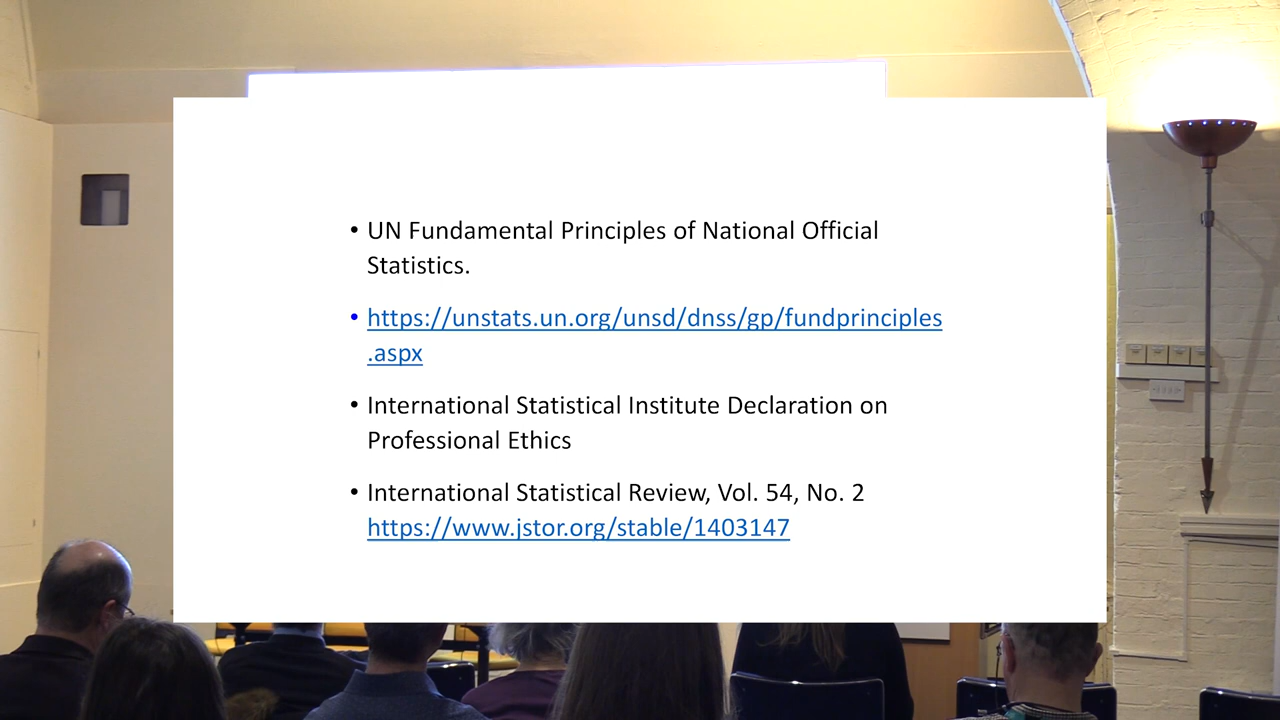 • UN Fundamental Principles of National Official
Statistics.
• https://unstats.un.org/unsd/dnss/gp/fundprinciples
.aspx
• International Statistical Institute Declaration on
Professional Ethics
• International Statistical Review, Vol. 54, No. 2
https://www.jstor.org/stable/1403147